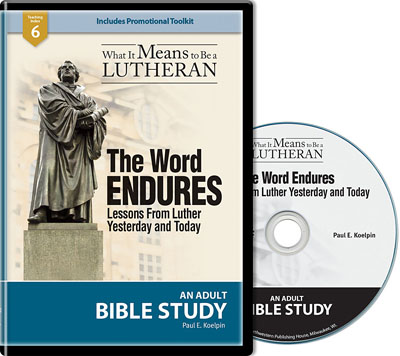 Teaching Index
6
Includes Promotional Toolkit
What It Means to Be a
LUTHERAN
The Word
ENDURES
Lessons From Luther
Yesterday and Today
AN ADULT
BIBLE STUDY
Paul E. Koelpin
What It Means to Be a
LUTHERAN
e Word Endures
From Luther Yesterday and Today
Paul E. Koelpin
AN ADULT
BIBLE STUDY
Northwestern Publishing House, Milwaukee, WI